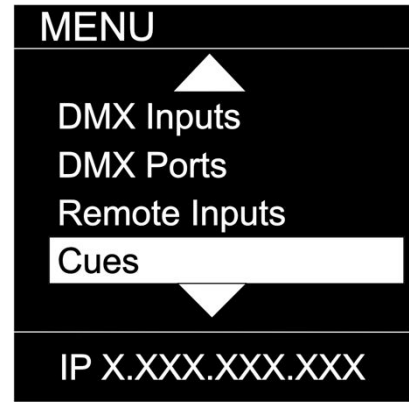 MENU
DMX Inputs
DMX Ports
Remote Inputs
Cues
IP X.XXX.XXX.XXX